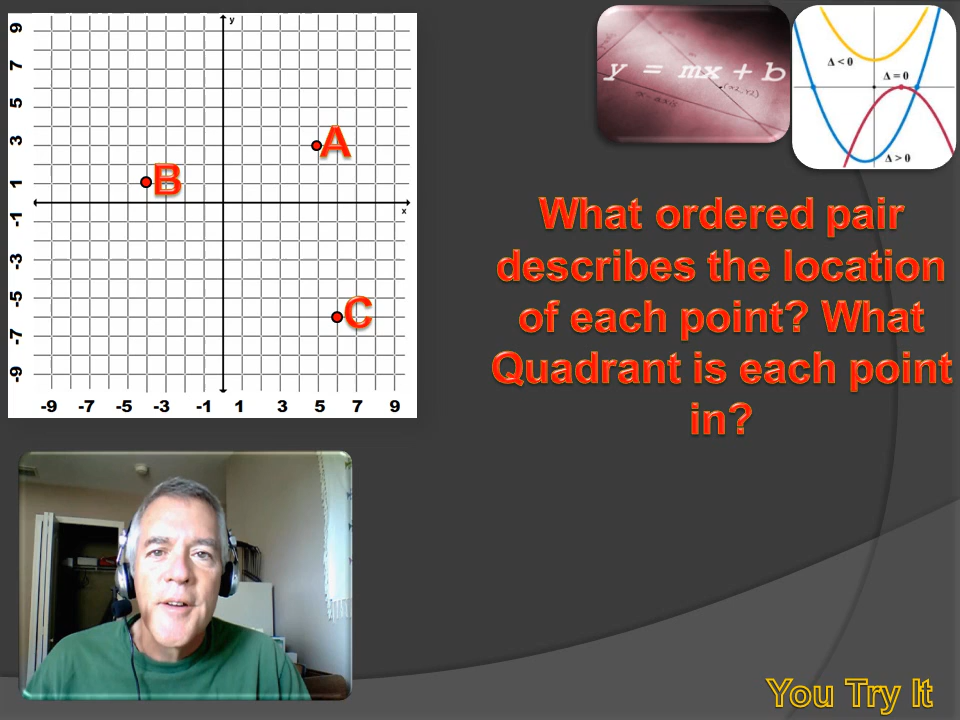 y
9
7
5
3
1
-1
-3
-5
-7
-9
A
B
C
x
-9 -7 -5 -3 -1 1 3 5 7 9
y = mx + b
Δ < 0
Δ = 0
Δ > 0
What ordered pair
describes the location
of each point? What
Quadrant is each point
in?
You Try It